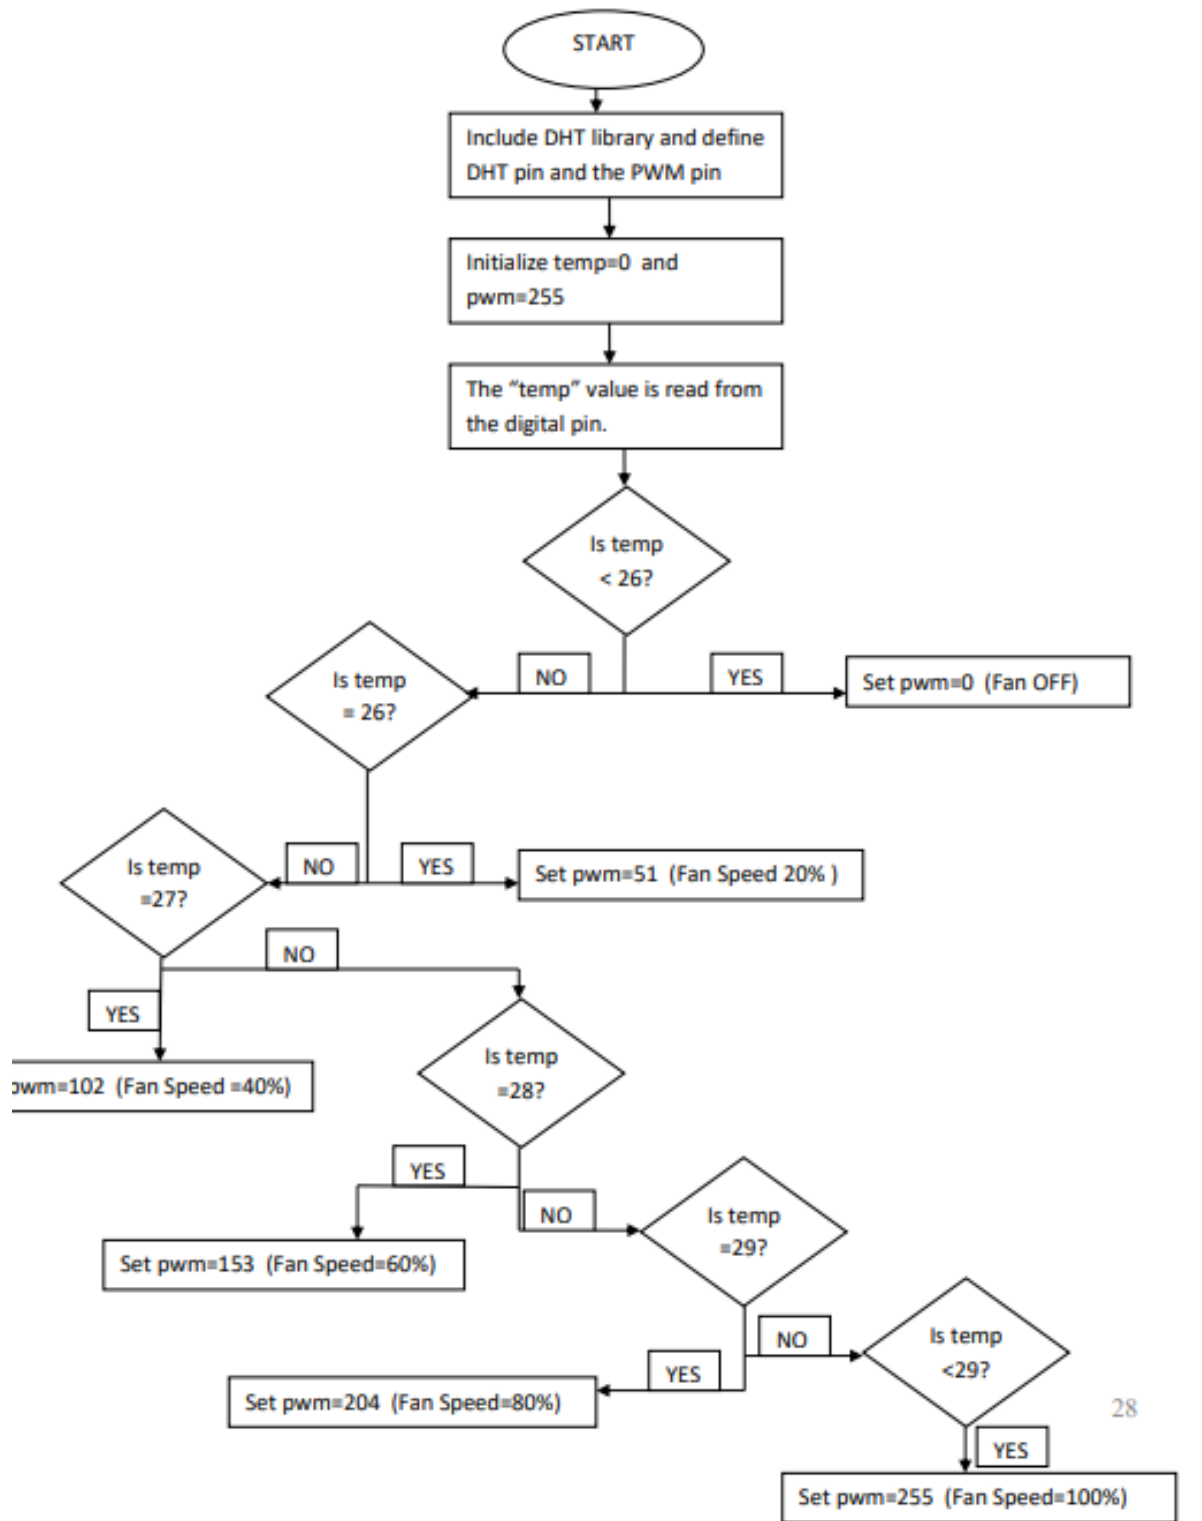 START
Include DHT library and define
DHT pin and the PWM pin
Initialize temp=0 and
pwm=255
The “temp” value is read from
the digital pin.
Is temp
< 26?
NO
YES
Set pwm=0 (Fan OFF)
Is temp
= 26?
NO
YES
Set pwm=51 (Fan Speed 20% )
Is temp
=27?
NO
YES
pwm=102 (Fan Speed =40%)
Is temp
=28?
YES
NO
Set pwm=153 (Fan Speed=60%)
Is temp
=29?
NO
YES
Set pwm=204 (Fan Speed=80%)
Is temp
<29?
28
YES
Set pwm=255 (Fan Speed=100%)